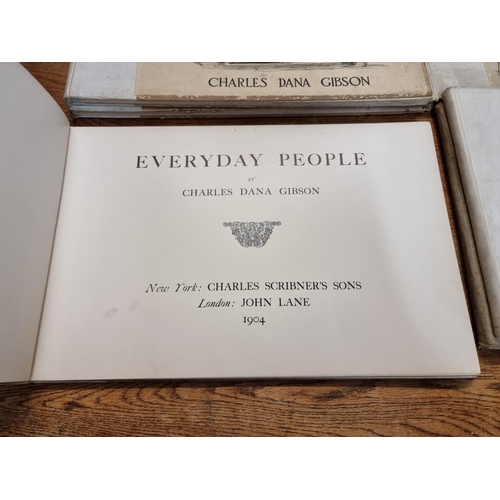 CHARLES DANA GIBSON
EVERYDAY PEOPLE
BY
CHARLES DANA GIBSON
New York: CHARLES SCRIBNER'S SONS
London: JOHN LANE
1904